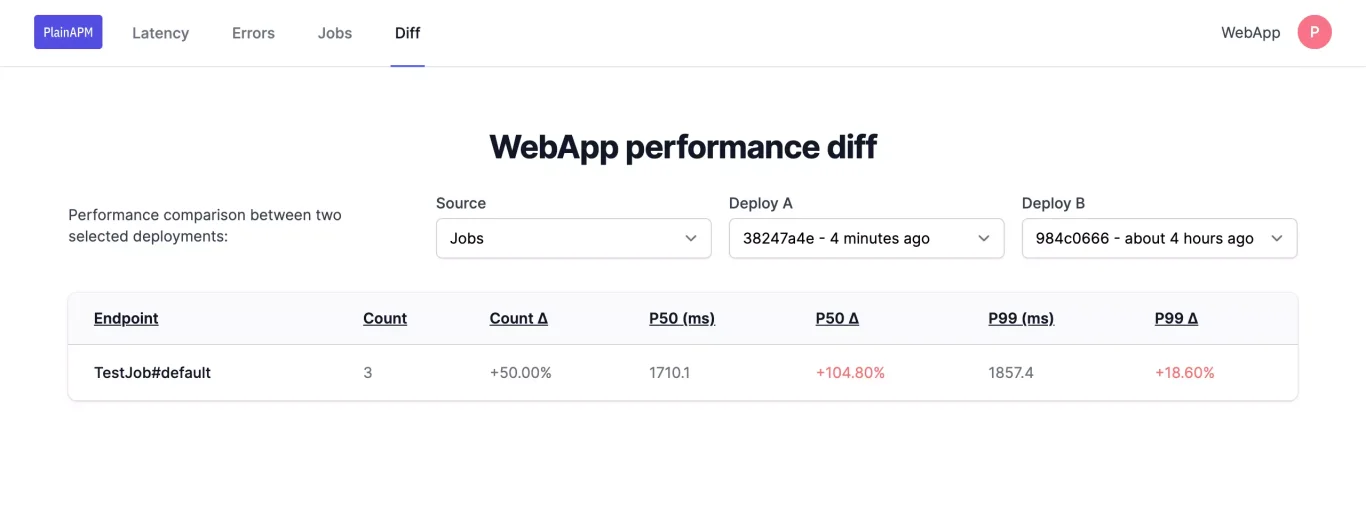 PlainAPM Latency Errors Jobs Diff WebApp P
WebApp performance diff
Performance comparison between two
selected deployments:
Source
Jobs
Deploy A
38247a4e - 4 minutes ago
Deploy B
984c0666 - about 4 hours ago
Endpoint Count Count Δ P50 (ms) P50 Δ P99 (ms) P99 Δ
TestJob#default 3 +50.00% 1710.1 +104.80% 1857.4 +18.60%